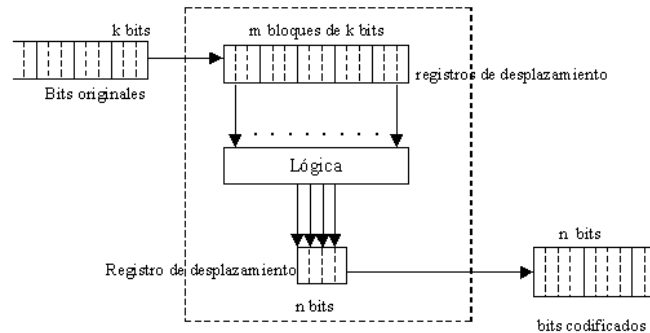 k bits
m bloques de k bits
registros de desplazamiento
Bits originales
Lógica
n bits
Registro de desplazamiento
n bits
bits codificados